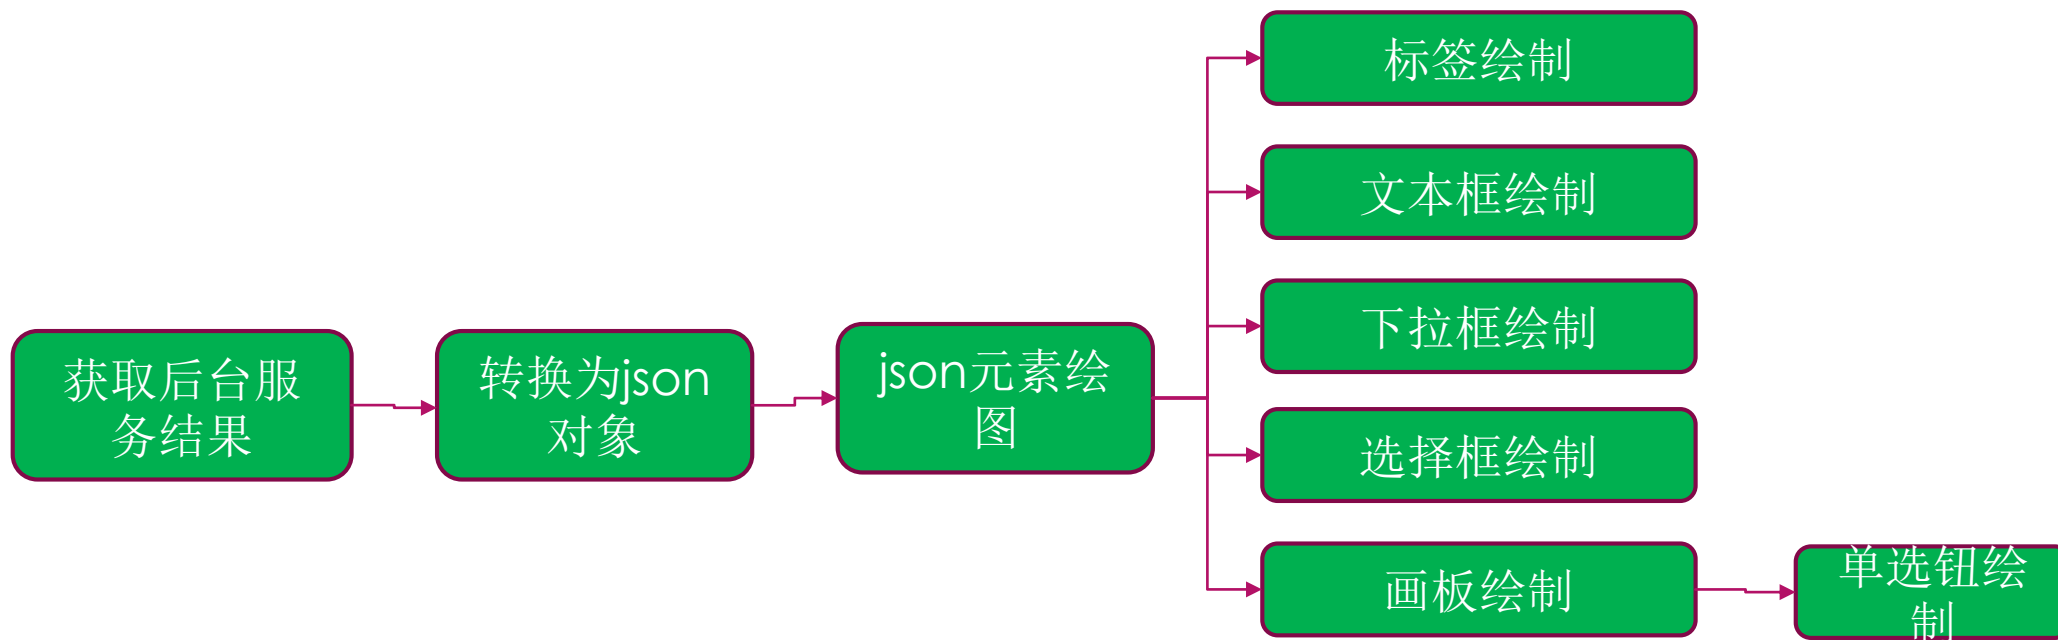 获取后台服
务结果
转换为json
对象
json元素绘
图
标签绘制
文本框绘制
下拉框绘制
选择框绘制
画板绘制
单选钮绘
制